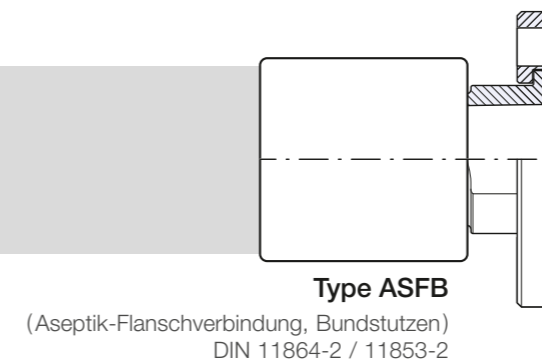 Type ASFB
(Aseptik-Flanschverbindung, Bundstutzen)
DIN 11864-2 / 11853-2